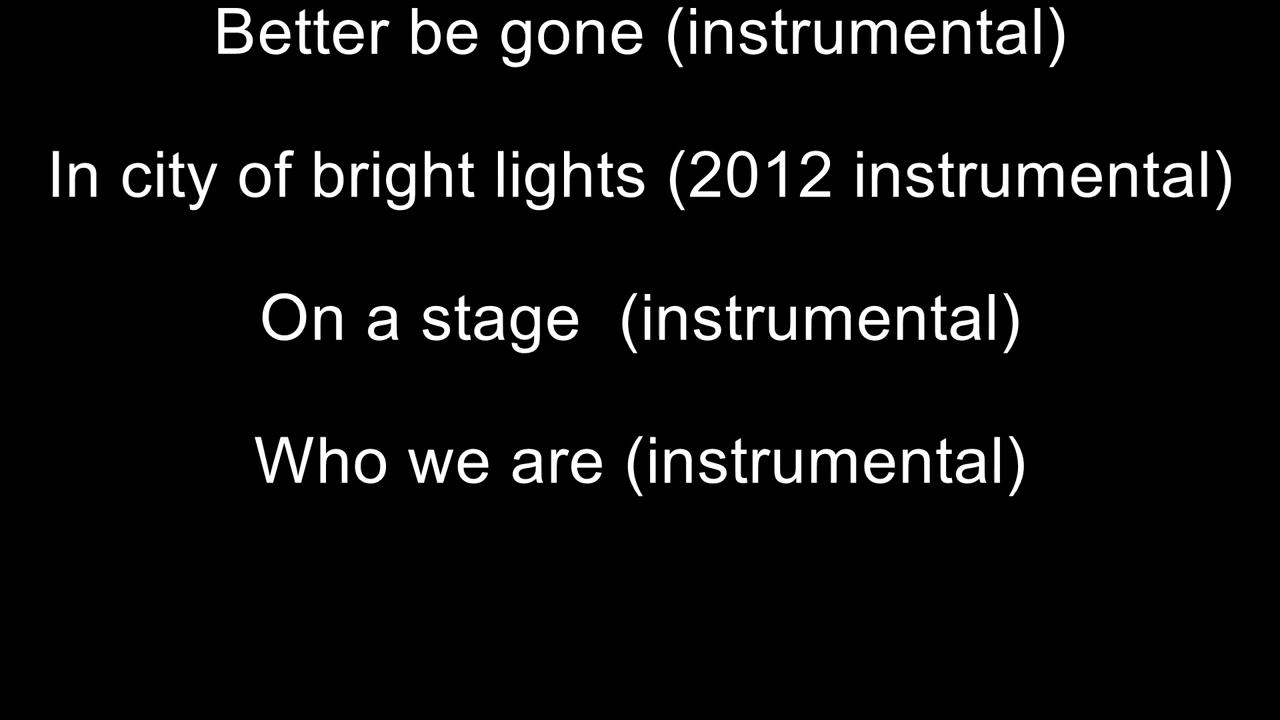 Better be gone (instrumental)
In city of bright lights (2012 instrumental)
On a stage  (instrumental)
Who we are (instrumental)